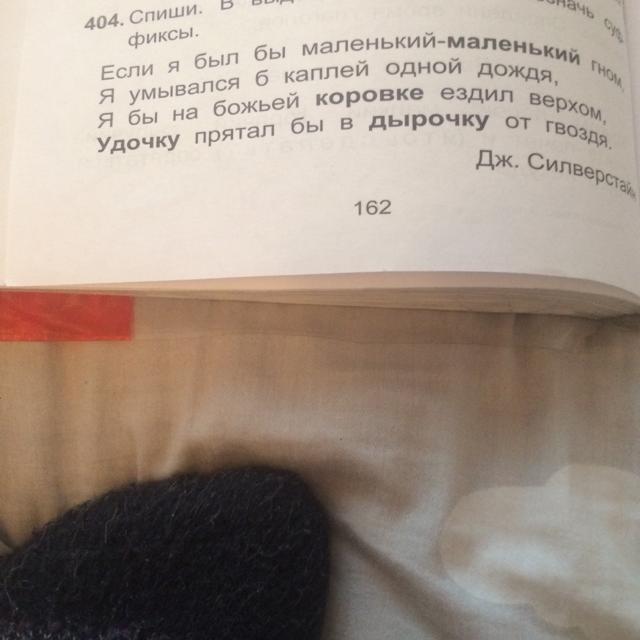 404. Спиши. В суф-
фиксы.
Если я был бы маленький-маленький гном,
Я умывался б каплей одной дождя,
Я бы на божьей коровке ездил верхом,
Удочку прятал бы в дырочку от гвоздя.
Дж. Силверстайн
162